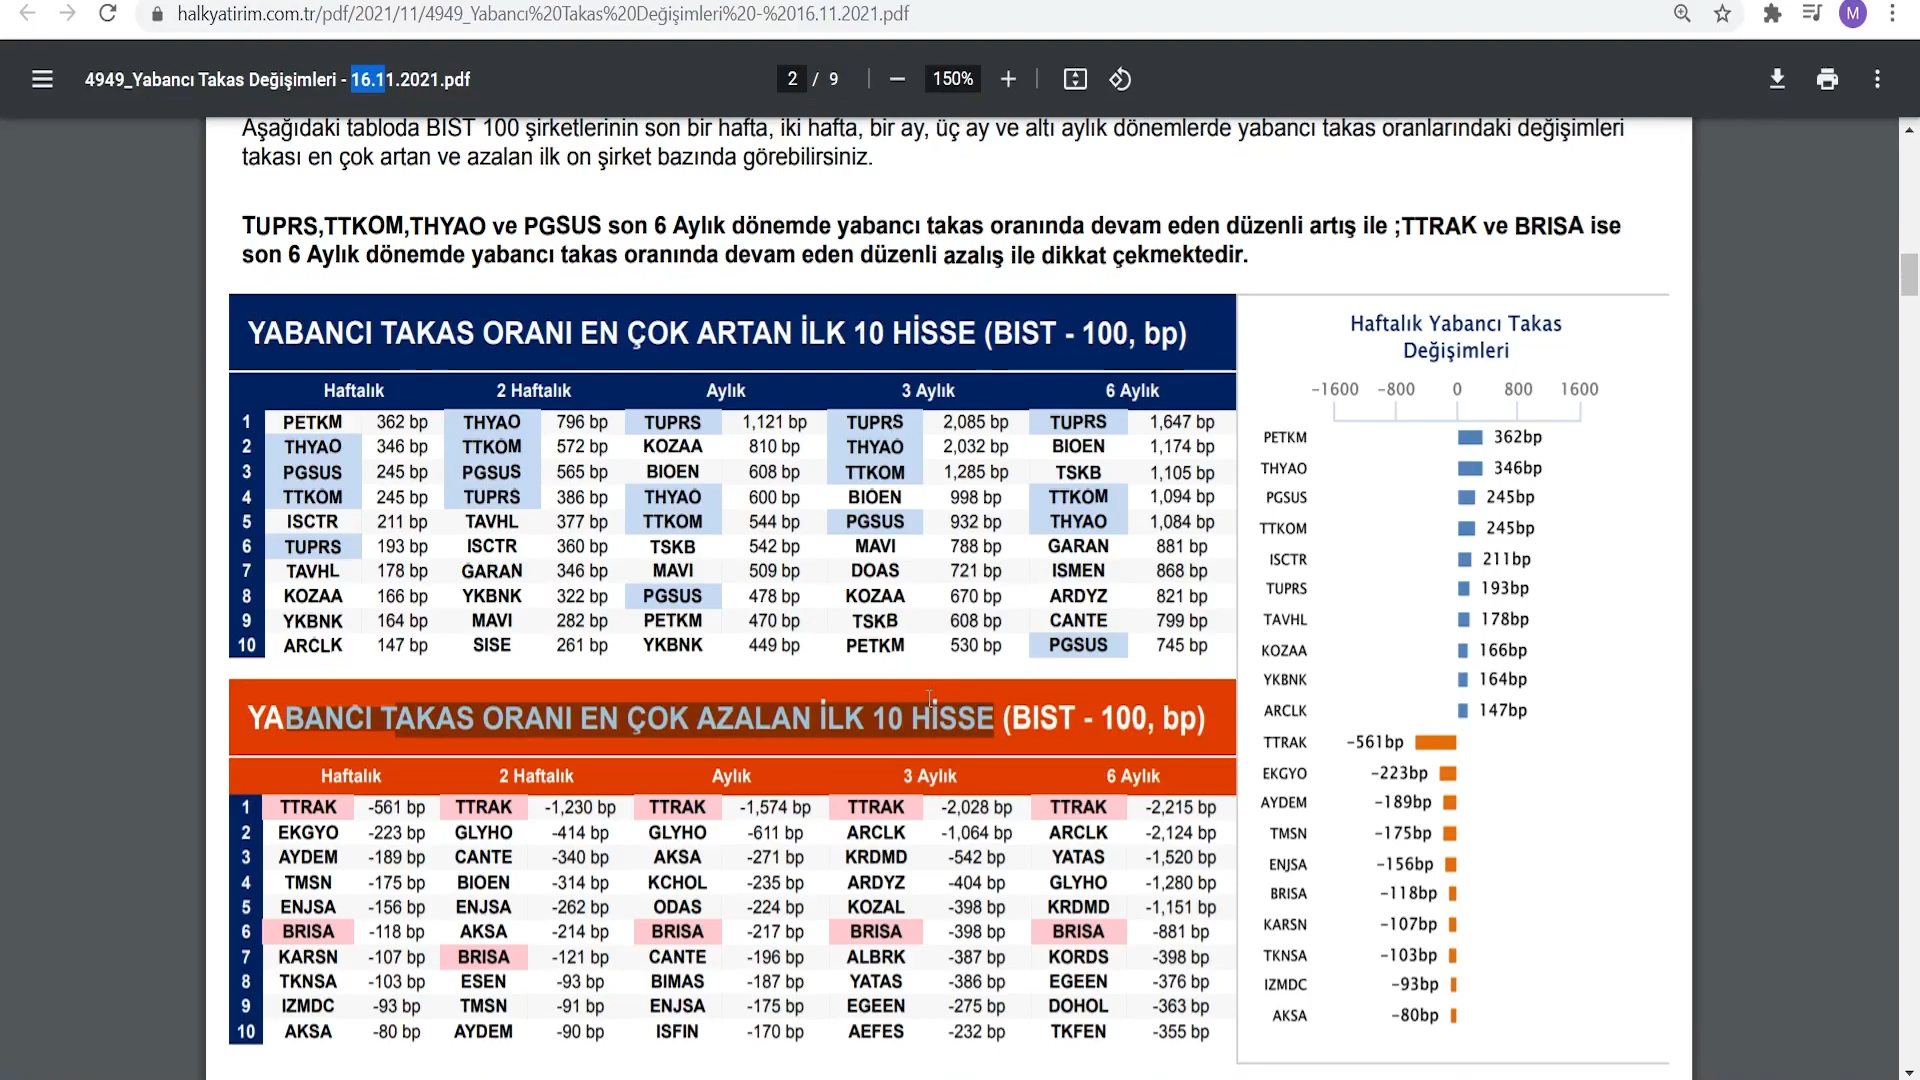 halkyatirim.com.tr/pdf/2021/11/4949_Yabancı%20Takas%20Değişimleri%20-%2016.11.2021.pdf
M
4949_Yabancı Takas Değişimleri - 16.11.2021.pdf
2 / 9
150%
Aşağıdaki tabloda BIST 100 şirketlerinin son bir hafta, iki hafta, bir ay, üç ay ve altı aylık dönemlerde yabancı takas oranlarındaki değişimleri
takası en çok artan ve azalan ilk on şirket bazında görebilirsiniz.
TUPRS,TTKOM,THYAO ve PGSUS son 6 Aylık dönemde yabancı takas oranında devam eden düzenli artış ile ;TTRAK ve BRISA ise
son 6 Aylık dönemde yabancı takas oranında devam eden düzenli azalış ile dikkat çekmektedir.
YABANCI TAKAS ORANI EN ÇOK ARTAN İLK 10 HİSSE (BIST - 100, bp)
Haftalık 2 Haftalık Aylık 3 Aylık 6 Aylık
1 PETKM 362 bp THYAO 796 bp TUPRS 1,121 bp TUPRS 2,085 bp TUPRS 1,647 bp
2 THYAO 346 bp TTKOM 572 bp KOZAA 810 bp THYAO 2,032 bp BIOEN 1,174 bp
3 PGSUS 245 bp PGSUS 565 bp BIOEN 608 bp TTKOM 1,285 bp TSKB 1,105 bp
4 TTKOM 245 bp TUPRS 386 bp THYAO 600 bp BIOEN 998 bp TTKOM 1,094 bp
5 ISCTR 211 bp TAVHL 377 bp TTKOM 544 bp PGSUS 932 bp THYAO 1,084 bp
6 TUPRS 193 bp ISCTR 360 bp TSKB 542 bp MAVI 788 bp GARAN 881 bp
7 TAVHL 178 bp GARAN 346 bp MAVI 509 bp DOAS 721 bp ISMEN 868 bp
8 KOZAA 166 bp YKBNK 322 bp PGSUS 478 bp KOZAA 670 bp ARDYZ 821 bp
9 YKBNK 164 bp MAVI 282 bp PETKM 470 bp TSKB 608 bp CANTE 799 bp
10 ARCLK 147 bp SISE 261 bp YKBNK 449 bp PETKM 530 bp PGSUS 745 bp
YABANCI TAKAS ORANI EN ÇOK AZALAN İLK 10 HİSSE (BIST - 100, bp)
Haftalık 2 Haftalık Aylık 3 Aylık 6 Aylık
1 TTRAK -561 bp TTRAK -1,230 bp TTRAK -1,574 bp TTRAK -2,028 bp TTRAK -2,215 bp
2 EKGYO -223 bp GLYHO -414 bp GLYHO -611 bp ARCLK -1,064 bp ARCLK -2,124 bp
3 AYDEM -189 bp CANTE -340 bp AKSA -271 bp KRDMD -542 bp YATAS -1,520 bp
4 TMSN -175 bp BIOEN -314 bp KCHOL -235 bp ARDYZ -404 bp GLYHO -1,280 bp
5 ENJSA -156 bp ENJSA -262 bp ODAS -224 bp KOZAL -398 bp KRDMD -1,151 bp
6 BRISA -118 bp AKSA -214 bp BRISA -217 bp BRISA -398 bp BRISA -881 bp
7 KARSN -107 bp BRISA -121 bp CANTE -196 bp ALBRK -387 bp KORDS -398 bp
8 TKNSA -103 bp ESEN -93 bp BIMAS -187 bp YATAS -386 bp EGEEN -376 bp
9 IZMDC -93 bp TMSN -91 bp ENJSA -175 bp EGEEN -275 bp DOHOL -363 bp
10 AKSA -80 bp AYDEM -90 bp ISFIN -170 bp AEFES -232 bp TKFEN -355 bp
Haftalık Yabancı Takas
Değişimleri
-1600 -800 0 800 1600
PETKM 362bp
THYAO 346bp
PGSUS 245bp
TTKOM 245bp
ISCTR 211bp
TUPRS 193bp
TAVHL 178bp
KOZAA 166bp
YKBNK 164bp
ARCLK 147bp
TTRAK -561bp
EKGYO -223bp
AYDEM -189bp
TMSN -175bp
ENJSA -156bp
BRISA -118bp
KARSN -107bp
TKNSA -103bp
IZMDC -93bp
AKSA -80bp